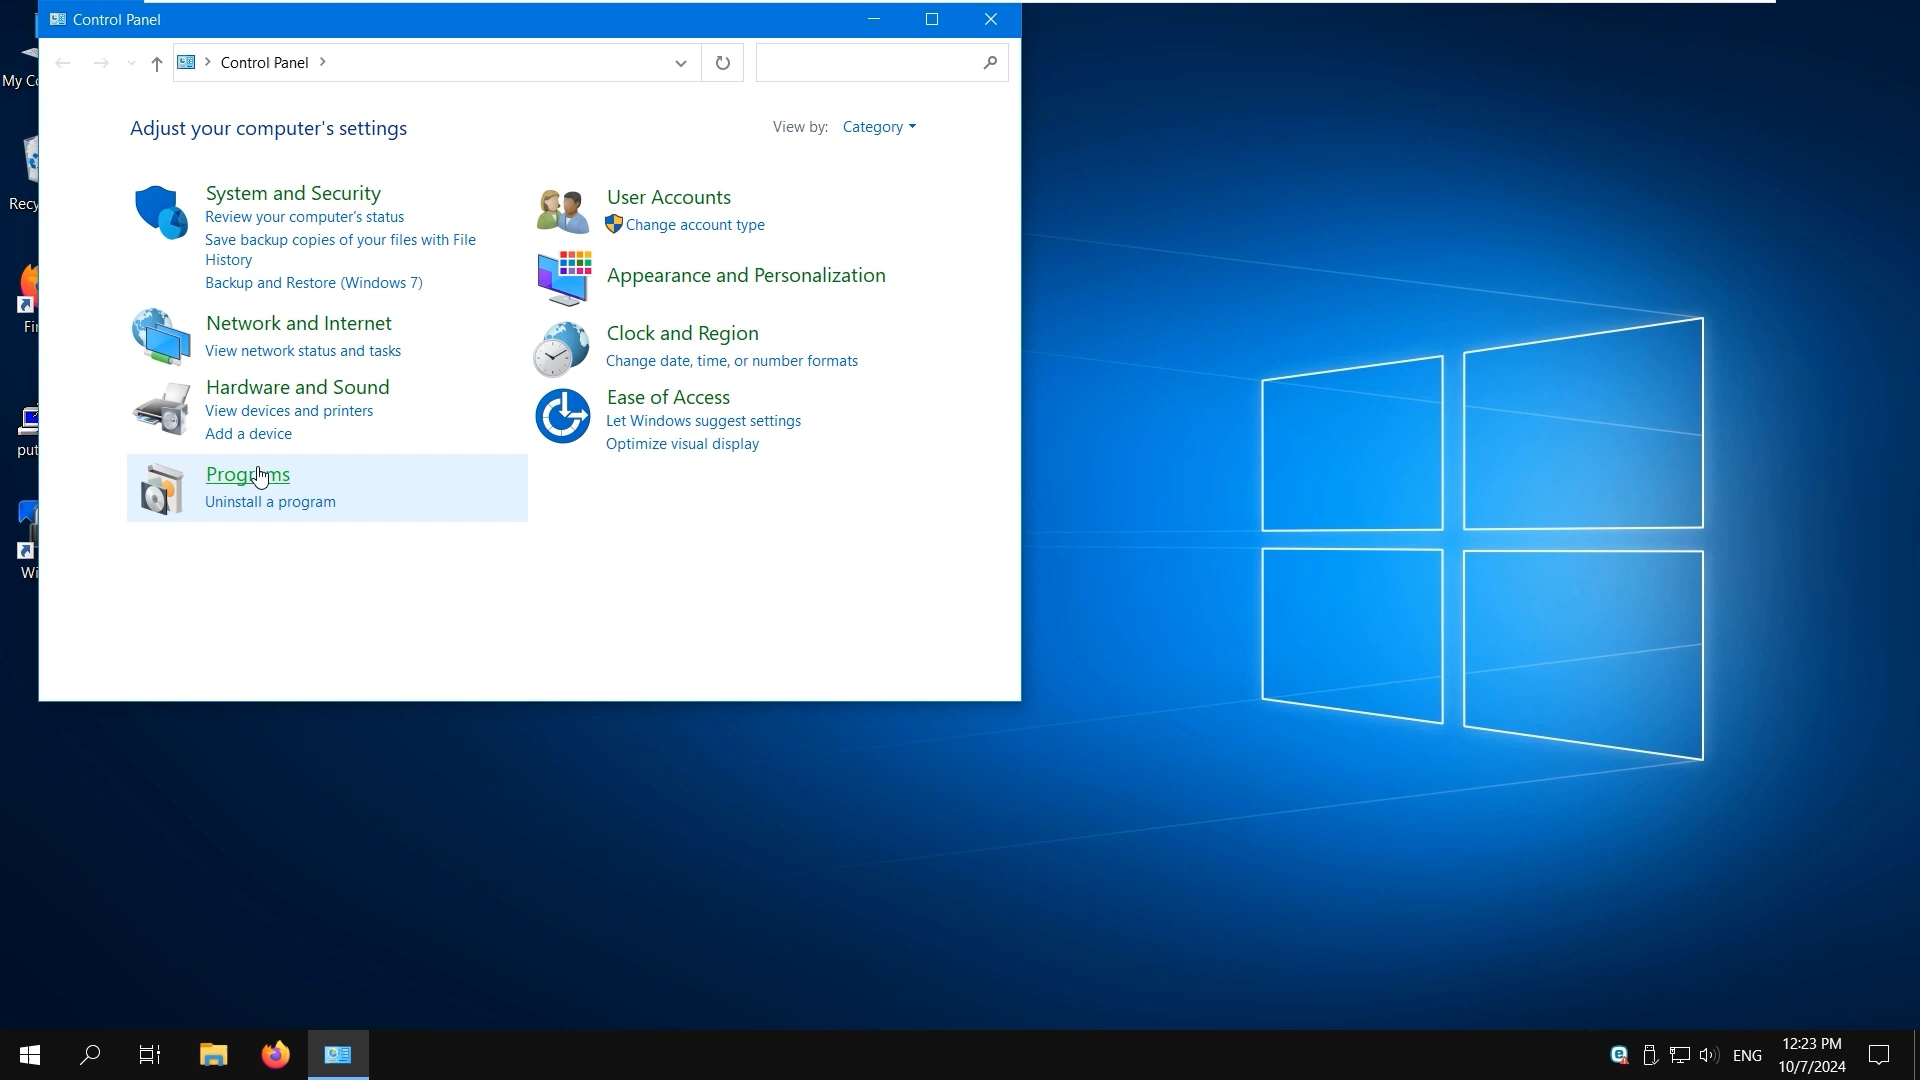 Control Panel
Control Panel
Adjust your computer's settings
View by: Category
System and Security
Review your computer's status
Save backup copies of your files with File
History
Backup and Restore (Windows 7)
Network and Internet
View network status and tasks
Hardware and Sound
View devices and printers
Add a device
Programs
Uninstall a program
User Accounts
Change account type
Appearance and Personalization
Clock and Region
Change date, time, or number formats
Ease of Access
Let Windows suggest settings
Optimize visual display
My Co
Recy
Fir
put
Wi
ENG
12:23 PM
10/7/2024